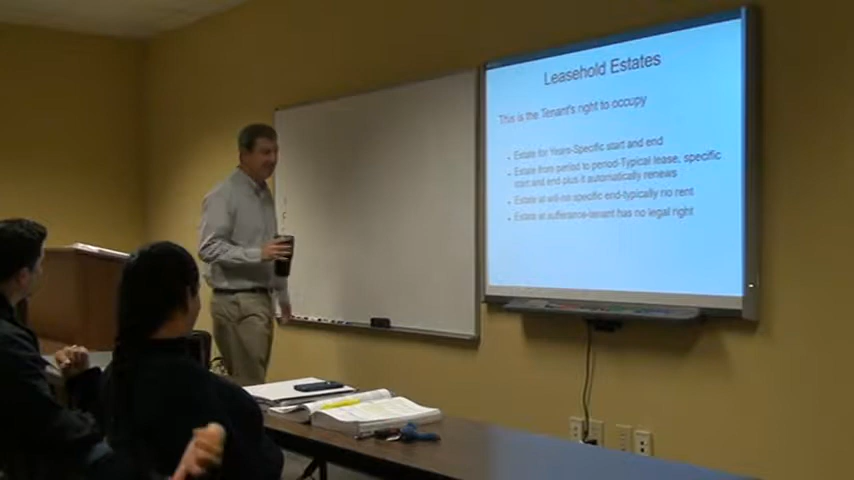 Leasehold Estates
This is the Tenant's right to occupy
• Estate for Years-Specific start and end
• Estate from period to period-Typical lease, specific
start and end plus it automatically renews
• Estate at will-no specific end-typically no rent
• Estate at sufferance-tenant has no legal right